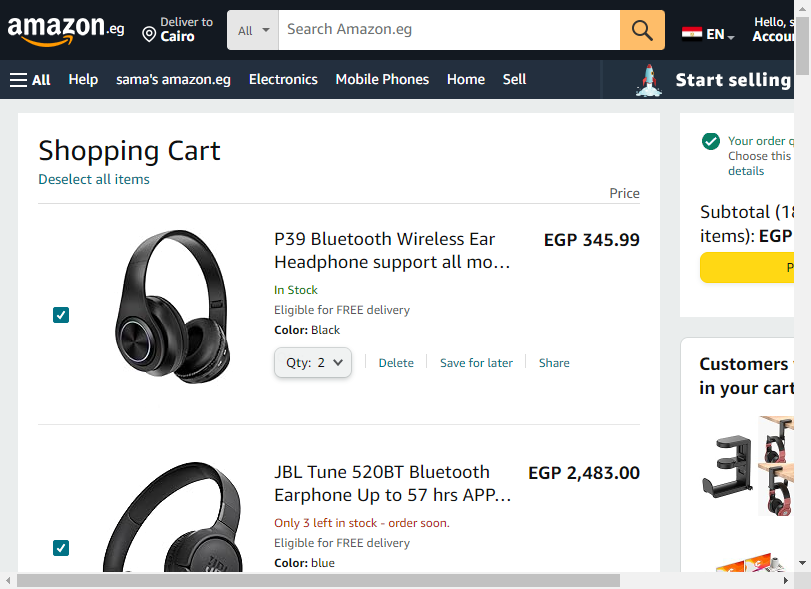 amazon.eg
Deliver to
Cairo
All
Search Amazon.eg
EN
Hello, s
Accou
All
Help
sama's amazon.eg
Electronics
Mobile Phones
Home
Sell
Start selling
Shopping Cart
Deselect all items
Price
P39 Bluetooth Wireless Ear
Headphone support all mo…
EGP 345.99
In Stock
Eligible for FREE delivery
Color: Black
Qty: 2
Delete
Save for later
Share
JBL Tune 520BT Bluetooth
Earphone Up to 57 hrs APP…
EGP 2,483.00
Only 3 left in stock - order soon.
Eligible for FREE delivery
Color: blue
JBL
Your order q
Choose this
details
Subtotal (18
items): EGP
P
Customers
in your cart